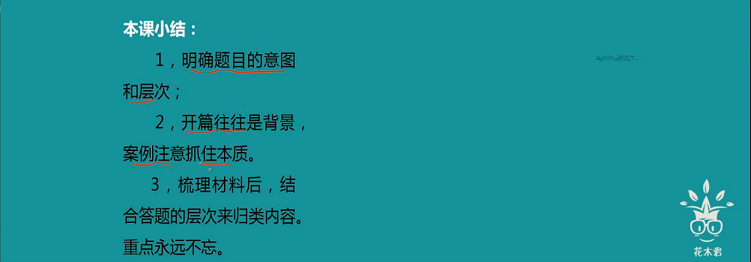 本课小结：
1，明确题目的意图
和层次；
2，开篇往往是背景，
案例注意抓住本质。
3，梳理材料后，结
合答题的层次来归类内容。
重点永远不忘。
花木君